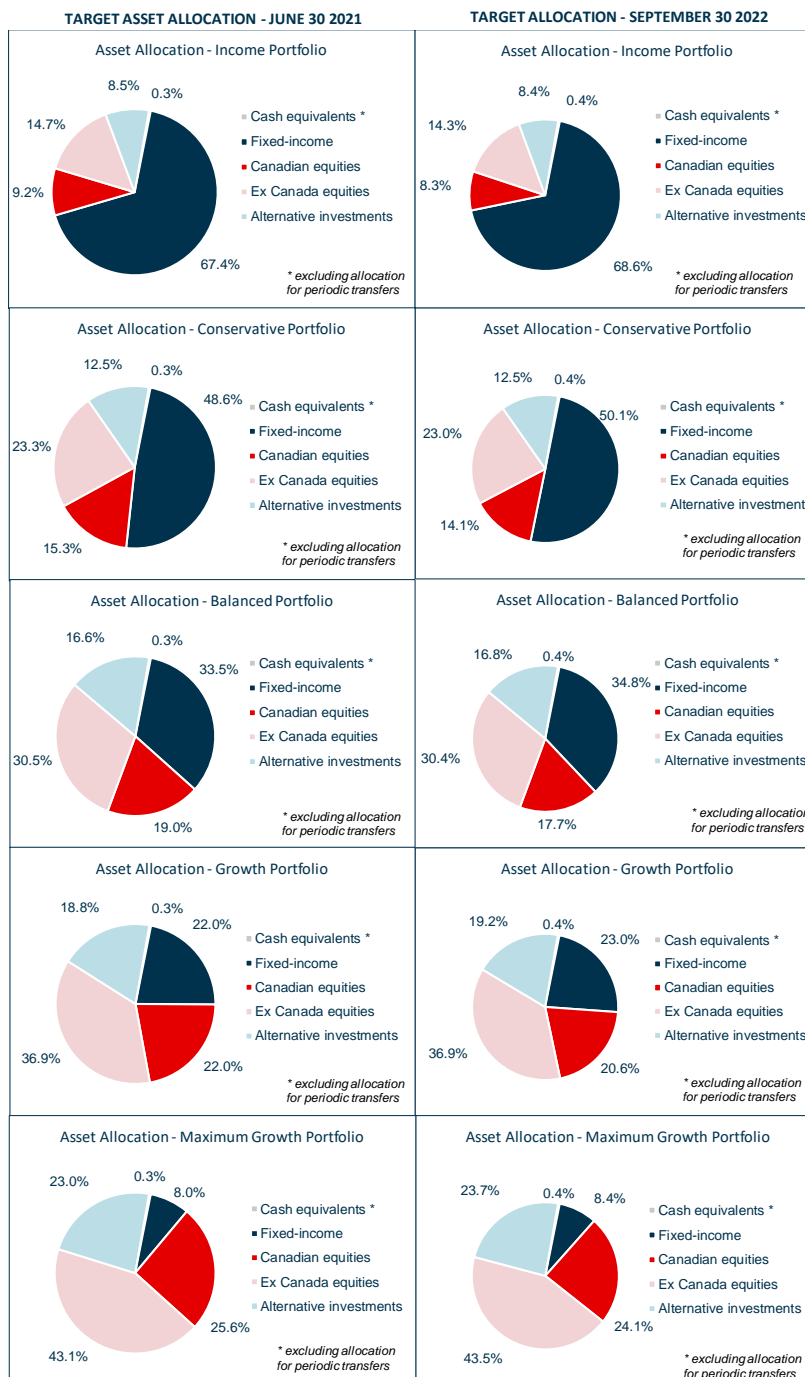 TARGET ASSET ALLOCATION - JUNE 30 2021
Asset Allocation - Income Portfolio
8.5%
0.3%
14.7%
9.2%
67.4%
Cash equivalents *
Fixed-income
Canadian equities
Ex Canada equities
Alternative investments
* excluding allocation
for periodic transfers
TARGET ALLOCATION - SEPTEMBER 30 2022
Asset Allocation - Income Portfolio
8.4%
0.4%
14.3%
8.3%
68.6%
Cash equivalents *
Fixed-income
Canadian equities
Ex Canada equities
Alternative investments
* excluding allocation
for periodic transfers
Asset Allocation - Conservative Portfolio
12.5%
0.3%
48.6%
23.3%
15.3%
Cash equivalents *
Fixed-income
Canadian equities
Ex Canada equities
Alternative investments
* excluding allocation
for periodic transfers
Asset Allocation - Conservative Portfolio
12.5%
0.4%
50.1%
23.0%
14.1%
Cash equivalents *
Fixed-income
Canadian equities
Ex Canada equities
Alternative investment
* excluding allocation
for periodic transfers
Asset Allocation - Balanced Portfolio
16.6%
0.3%
33.5%
30.5%
19.0%
Cash equivalents *
Fixed-income
Canadian equities
Ex Canada equities
Alternative investments
* excluding allocation
for periodic transfers
Asset Allocation - Balanced Portfolio
16.8%
0.4%
34.8%
30.4%
17.7%
Cash equivalents *
Fixed-income
Canadian equities
Ex Canada equities
Alternative investments
* excluding allocation
for periodic transfers
Asset Allocation - Growth Portfolio
18.8%
0.3%
22.0%
36.9%
22.0%
Cash equivalents *
Fixed-income
Canadian equities
Ex Canada equities
Alternative investments
* excluding allocation
for periodic transfers
Asset Allocation - Growth Portfolio
19.2%
0.4%
23.0%
36.9%
20.6%
Cash equivalents *
Fixed-income
Canadian equities
Ex Canada equities
Alternative investments
* excluding allocation
for periodic transfers
Asset Allocation - Maximum Growth Portfolio
23.0%
0.3%
8.0%
43.1%
25.6%
Cash equivalents *
Fixed-income
Canadian equities
Ex Canada equities
Alternative investments
* excluding allocation
for periodic transfers
Asset Allocation - Maximum Growth Portfolio
23.7%
0.4%
8.4%
43.5%
24.1%
Cash equivalents *
Fixed-income
Canadian equities
Ex Canada equities
Alternative investments
* excluding allocation
for periodic transfers